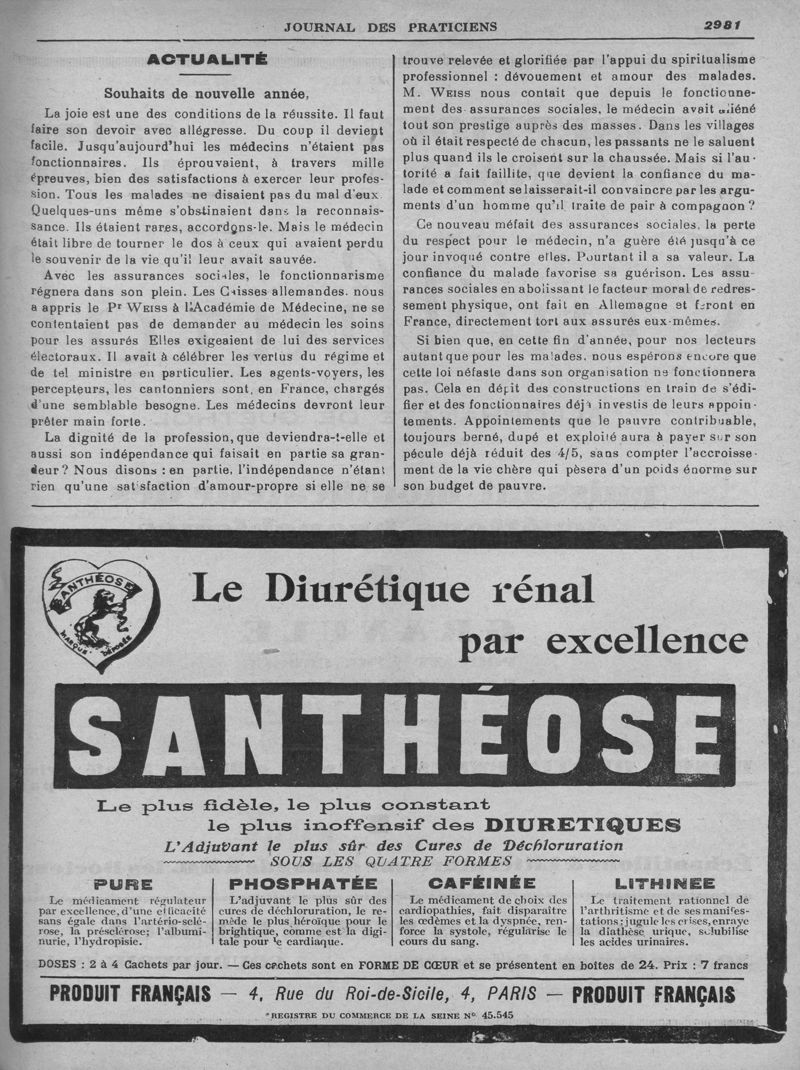 JOURNAL DES PRATICIENS
2981
ACTUALITÉ
Souhaits de nouvelle année,
La joie est une des conditions de la réussite. Il faut
faire son devoir avec allégresse. Du coup il devient
facile. Jusqu'aujourd'hui les médecins n'étaient pas
fonctionnaires. Ils éprouvaient, à travers mille
épreuves, bien des satisfactions à exercer leur profes-
sion. Tous les malades ne disaient pas du mal d'eux
Quelques-uns même s'obstinaient dans la reconnais-
sance. Ils étaient rares, accordons-le. Mais le médecin
était libre de tourner le dos à ceux qui avaient perdu
le souvenir de la vie qu'il leur avait sauvée.
Avec les assurances sociales, le fonctionnarisme
régnera dans son plein. Les Caisses allemandes. nous
a appris le Pr WEISS à l'Académie de Médecine, ne se
contentaient pas de demander au médecin les soins
pour les assurés Elles exigeaient de lui des services
électoraux. Il avait à célébrer les vertus du régime et
de tel ministre en particulier. Les agents-voyers, les
percepteurs, les cantonniers sont, en France, chargés
d'une semblable besogne. Les médecins devront leur
prêter main forte.
La dignité de la profession, que deviendra-t-elle et
aussi son indépendance qui faisait en partie sa gran-
deur ? Nous disons : en partie, l'indépendance n'étant
rien qu'une satisfaction d'amour-propre si elle ne se
trouve relevée et glorifiée par l'appui du spiritualisme
professionnel : dévouement et amour des malades.
M. WEISS nous contait que depuis le fonctionne-
ment des assurances sociales, le médecin avait aliéné
tout son prestige auprès des masses. Dans les villages
où il était respecté de chacun, les passants ne le saluent
plus quand ils le croisent sur la chaussée. Mais si l'au-
torité a fait faillite, que devient la confiance du ma-
lade et comment se laisserait-il convaincre par les argu-
ments d'un homme qu'il traite de pair à compagnon ?
Ce nouveau méfait des assurances sociales, la perte
du respect pour le médecin, n'a guère été jusqu'à ce
jour invoqué contre elles. Pourtant il a sa valeur. La
confiance du malade favorise sa guérison. Les assu-
rances sociales en abolissant le facteur moral de redres-
sement physique, ont fait en Allemagne et feront en
France, directement tort aux assurés eux-mêmes.
Si bien que, en cette fin d'année, pour nos lecteurs
autant que pour les malades, nous espérons encore que
cette loi néfaste dans son organisation ne fonctionnera
pas. Cela en dépit des constructions en train de s'édi-
fier et des fonctionnaires déjà investis de leurs appoin-
tements. Appointements que le pauvre contribuable,
toujours berné, dupé et exploité aura à payer sur son
pécule déjà réduit des 4/5, sans compter l'accroisse-
ment de la vie chère qui pèsera d'un poids énorme sur
son budget de pauvre.
SANTHÉOSE
MARQUE DÉPOSÉE
Le Diurétique rénal
par excellence
SANTHÉOSE
Le plus fidèle, le plus constant
le plus inoffensif des DIURETIQUES
L'Adjuvant le plus sûr des Cures de Déchloruration
SOUS LES QUATRE FORMES
PURE
Le médicament régulateur
par excellence, d'une efficacité
sans égale dans l'artério-sclé-
rose, la présclérose; l'albumi-
nurie, l'hydropisie.
PHOSPHATÉE
L'adjuvant le plus sûr des
cures de déchloruration, le re-
mède le plus héroïque pour le
brightique, comme est la digi-
tale pour le cardiaque.
CAFÉINÉE
Le médicament de choix des
cardiopathies, fait disparaître
les œdèmes et la dyspnée, ren-
force la systole, régularise le
cours du sang.
LITHINEE
Le traitement rationnel de
l'arthritisme et de ses manifes-
tations; jugule les crises, enraye
la diathèse urique, solubilise
les acides urinaires.
DOSES : 2 à 4 Cachets par jour. — Ces cachets sont en FORME DE CŒUR et se présentent en boîtes de 24. Prix : 7 francs
PRODUIT FRANÇAIS — 4, Rue du Roi-de-Sicile, 4, PARIS — PRODUIT FRANÇAIS
REGISTRE DU COMMERCE DE LA SEINE No 45.545